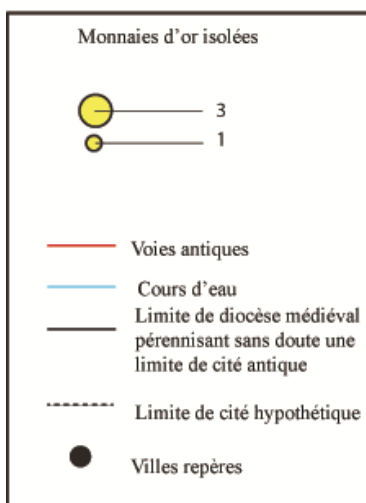 Monnaies d'or isolées
3
1
Voies antiques
Cours d'eau
Limite de diocèse médiéval
pérennisant sans doute une
limite de cité antique
Limite de cité hypothétique
Villes repères